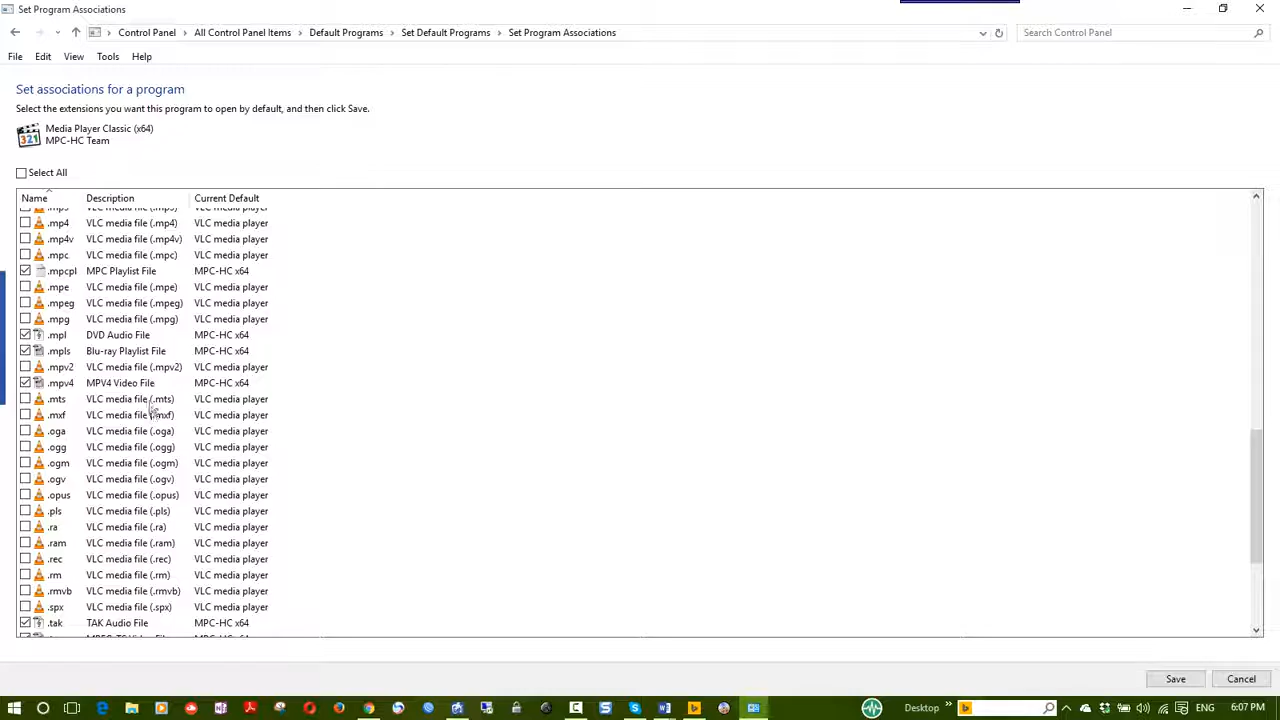 Set Program Associations
Control Panel All Control Panel Items Default Programs Set Default Programs Set Program Associations Search Control Panel
File Edit View Tools Help
Set associations for a program
Select the extensions you want this program to open by default, and then click Save.
Media Player Classic (x64)
MPC-HC Team
Select All
Name Description Current Default
.mp4 VLC media file (.mp4) VLC media player
.mp4v VLC media file (.mp4v) VLC media player
.mpc VLC media file (.mpc) VLC media player
.mpcpl MPC Playlist File MPC-HC x64
.mpe VLC media file (.mpe) VLC media player
.mpeg VLC media file (.mpeg) VLC media player
.mpg VLC media file (.mpg) VLC media player
.mpl DVD Audio File MPC-HC x64
.mpls Blu-ray Playlist File MPC-HC x64
.mpv2 VLC media file (.mpv2) VLC media player
.mpv4 MPV4 Video File MPC-HC x64
.mts VLC media file (.mts) VLC media player
.mxf VLC media file (.mxf) VLC media player
.oga VLC media file (.oga) VLC media player
.ogg VLC media file (.ogg) VLC media player
.ogm VLC media file (.ogm) VLC media player
.ogv VLC media file (.ogv) VLC media player
.opus VLC media file (.opus) VLC media player
.pls VLC media file (.pls) VLC media player
.ra VLC media file (.ra) VLC media player
.ram VLC media file (.ram) VLC media player
.rec VLC media file (.rec) VLC media player
.rm VLC media file (.rm) VLC media player
.rmvb VLC media file (.rmvb) VLC media player
.spx VLC media file (.spx) VLC media player
.tak TAK Audio File MPC-HC x64
Save Cancel
Desktop ENG 6:07 PM